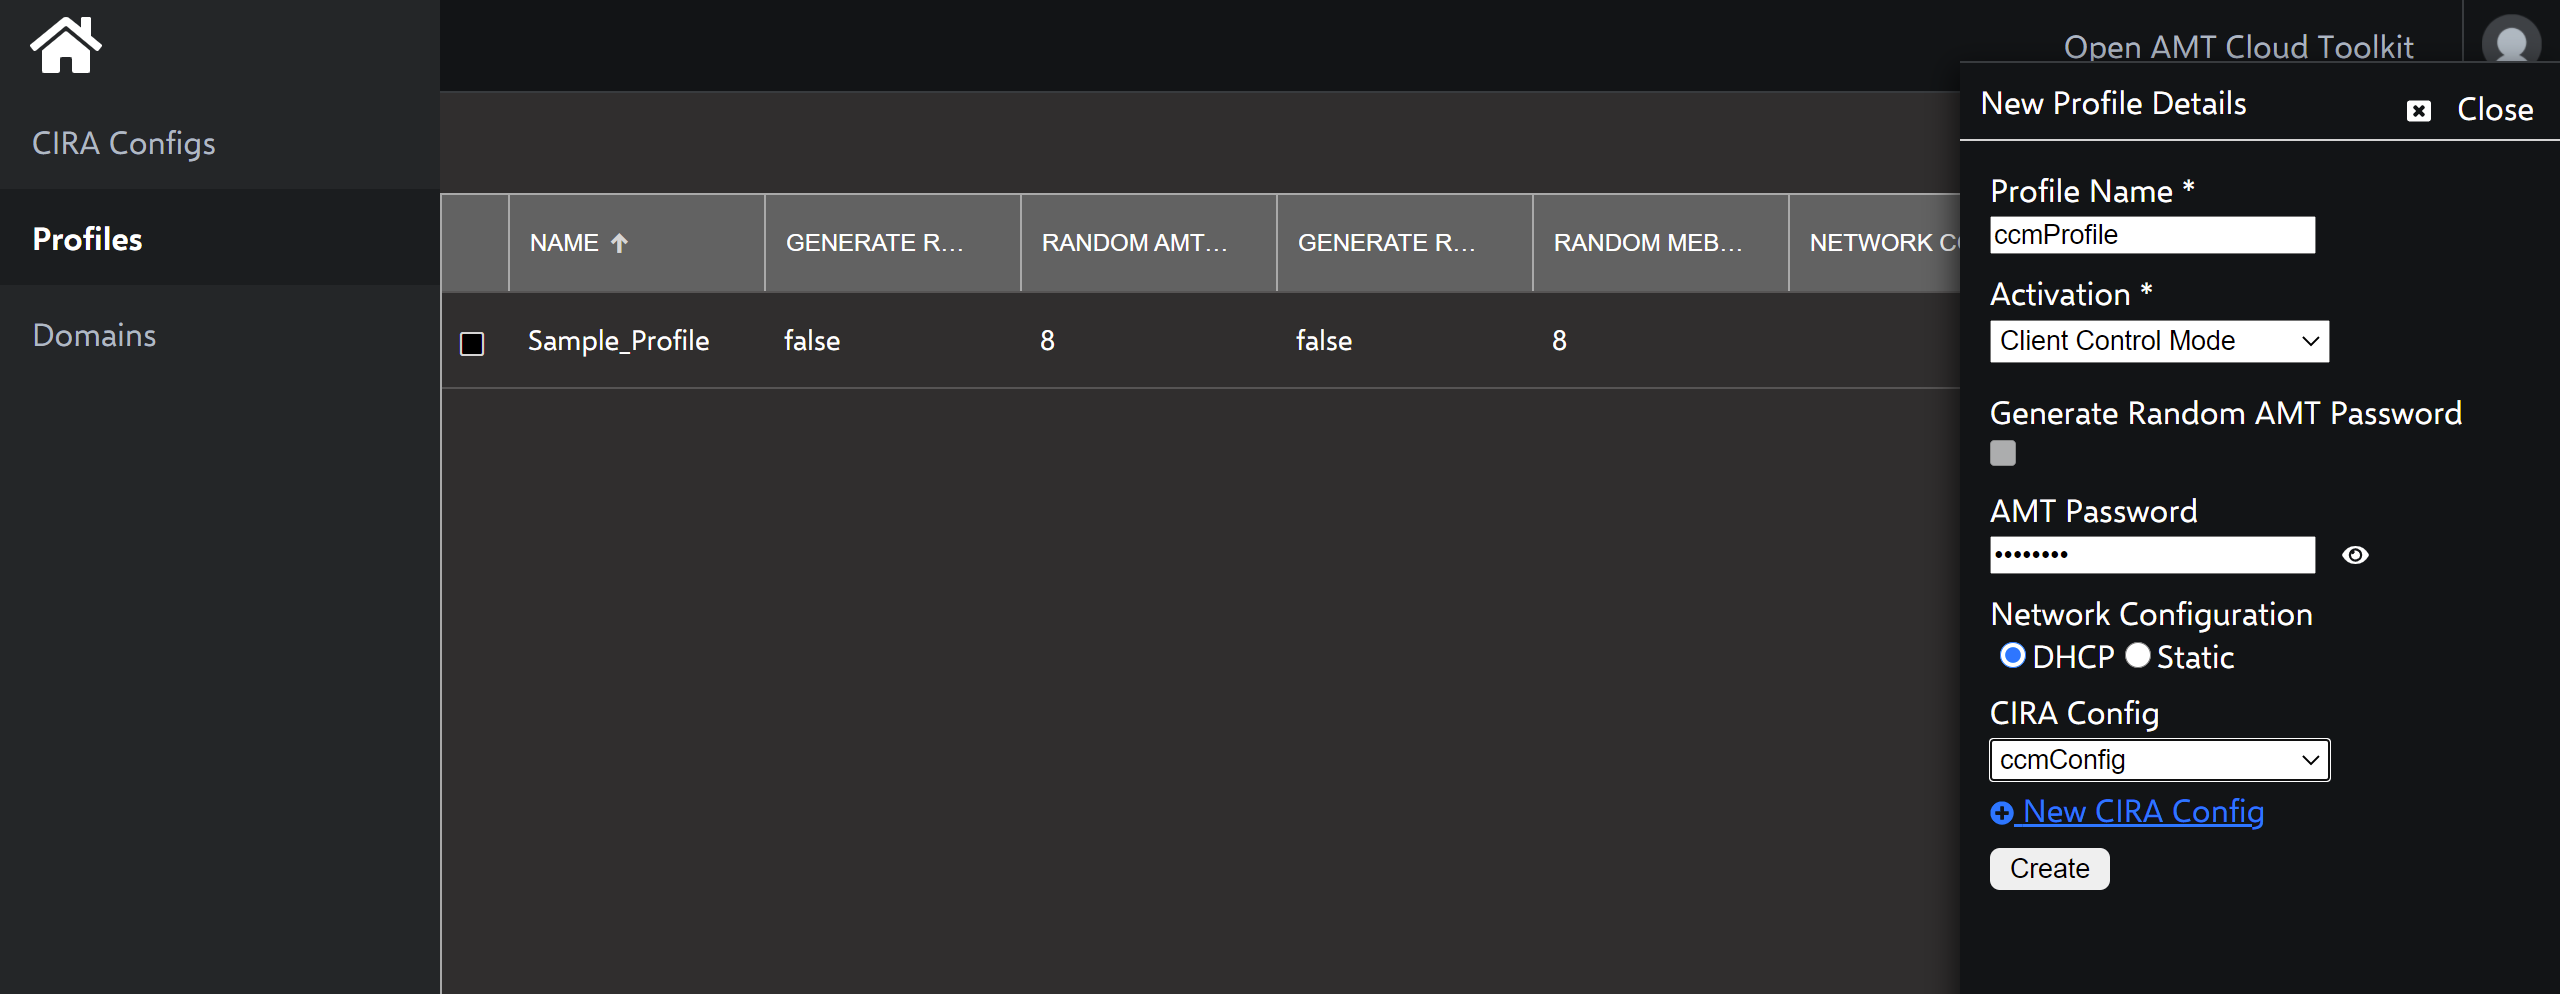 Open AMT Cloud Toolkit
CIRA Configs
Profiles
Domains
NAME GENERATE R... RANDOM AMT... GENERATE R... RANDOM MEB... NETWORK
Sample_Profile false 8 false 8
New Profile Details
Close
Profile Name *
ccmProfile
Activation *
Client Control Mode
Generate Random AMT Password
AMT Password
••••••••
Network Configuration
DHCP Static
CIRA Config
ccmConfig
New CIRA Config
Create